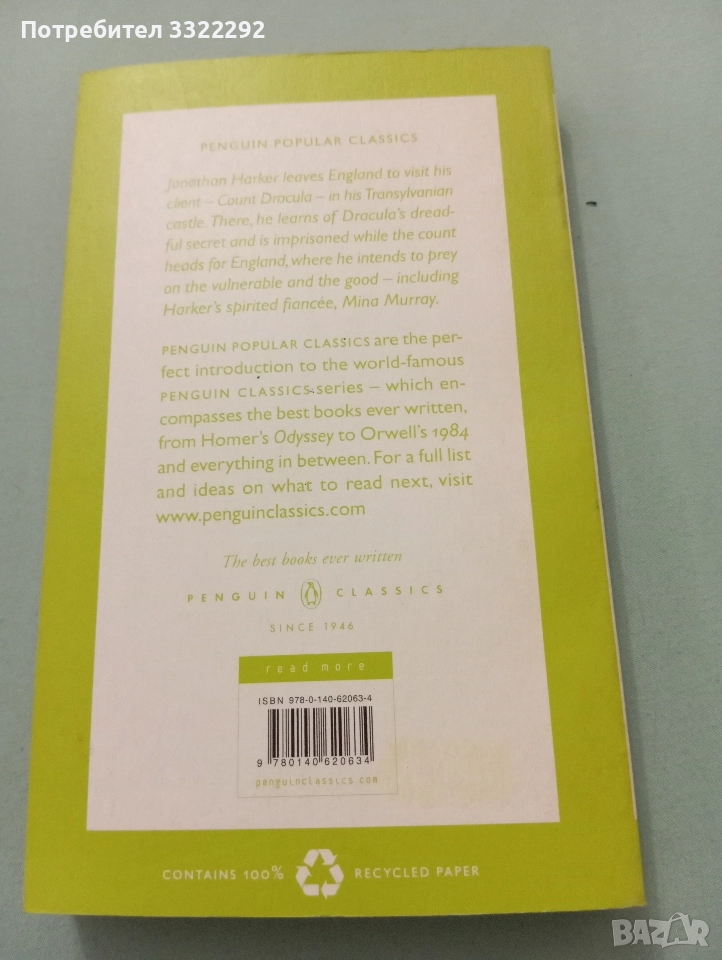 Потребител 3322292
PENGUIN POPULAR CLASSICS
Jonathan Harker leaves England to visit his
client – Count Dracula – in his Transylvanian
castle. There, he learns of Dracula's dread-
ful secret and is imprisoned while the count
heads for England, where he intends to prey
on the vulnerable and the good – including
Harker's spirited fiancée, Mina Murray.
PENGUIN POPULAR CLASSICS are the per-
fect introduction to the world-famous
PENGUIN CLASSICS series – which en-
compasses the best books ever written,
from Homer's Odyssey to Orwell's 1984
and everything in between. For a full list
and ideas on what to read next, visit
www.penguinclassics.com
The best books ever written
PENGUIN CLASSICS
SINCE 1946
read more
ISBN 978-0-140-62063-4
9 780140 620634
penguinclassics.com
CONTAINS 100% RECYCLED PAPER
BAZAR